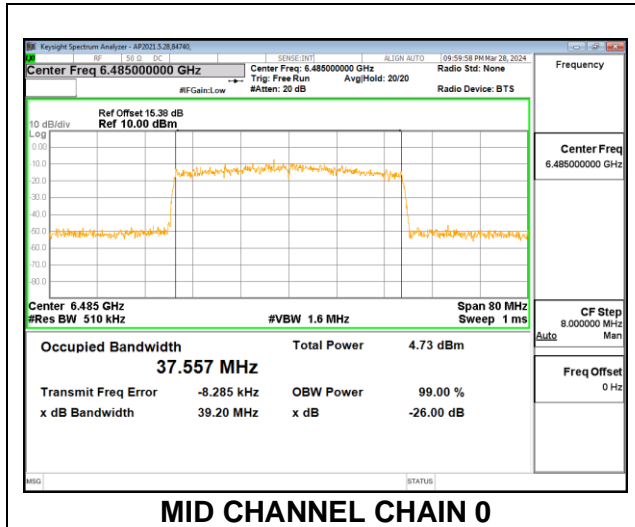 Keysight Spectrum Analyzer - AP2021.5.28,84740,
RF 50 Ω DC SENSE:INT ALIGN AUTO 09:59:58 PM Mar 28, 2024
Center Freq 6.485000000 GHz Center Freq: 6.485000000 GHz Radio Std: None
Trig: Free Run Avg|Hold: 20/20
#IFGain:Low #Atten: 20 dB Radio Device: BTS
Frequency
Ref Offset 15.38 dB
10 dB/div Ref 10.00 dBm
Log
0.00
-10.0
-20.0
-30.0
-40.0
-50.0
-60.0
-70.0
-80.0
Center 6.485 GHz Span 80 MHz
#Res BW 510 kHz #VBW 1.6 MHz Sweep 1 ms
Occupied Bandwidth Total Power 4.73 dBm
37.557 MHz
Transmit Freq Error -8.285 kHz OBW Power 99.00 %
x dB Bandwidth 39.20 MHz x dB -26.00 dB
Center Freq
6.485000000 GHz
CF Step
8.000000 MHz
Auto Man
Freq Offset
0 Hz
MSG STATUS
MID CHANNEL CHAIN 0